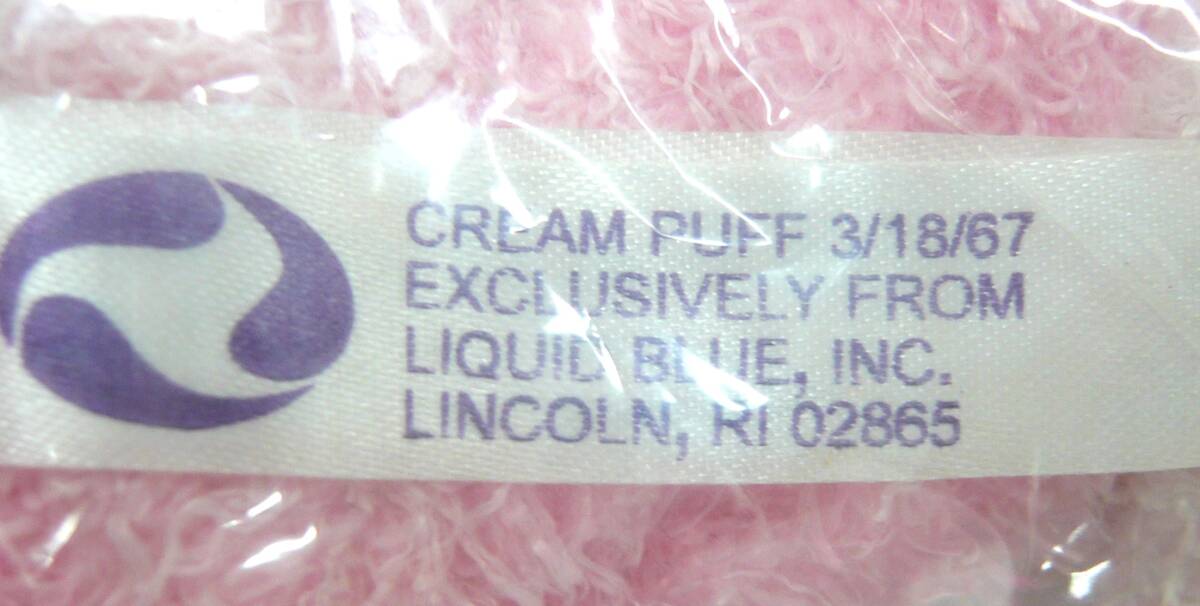 CREAM PUFF 3/18/67
EXCLUSIVELY FROM
LIQUID BLUE, INC.
LINCOLN, RI 02865